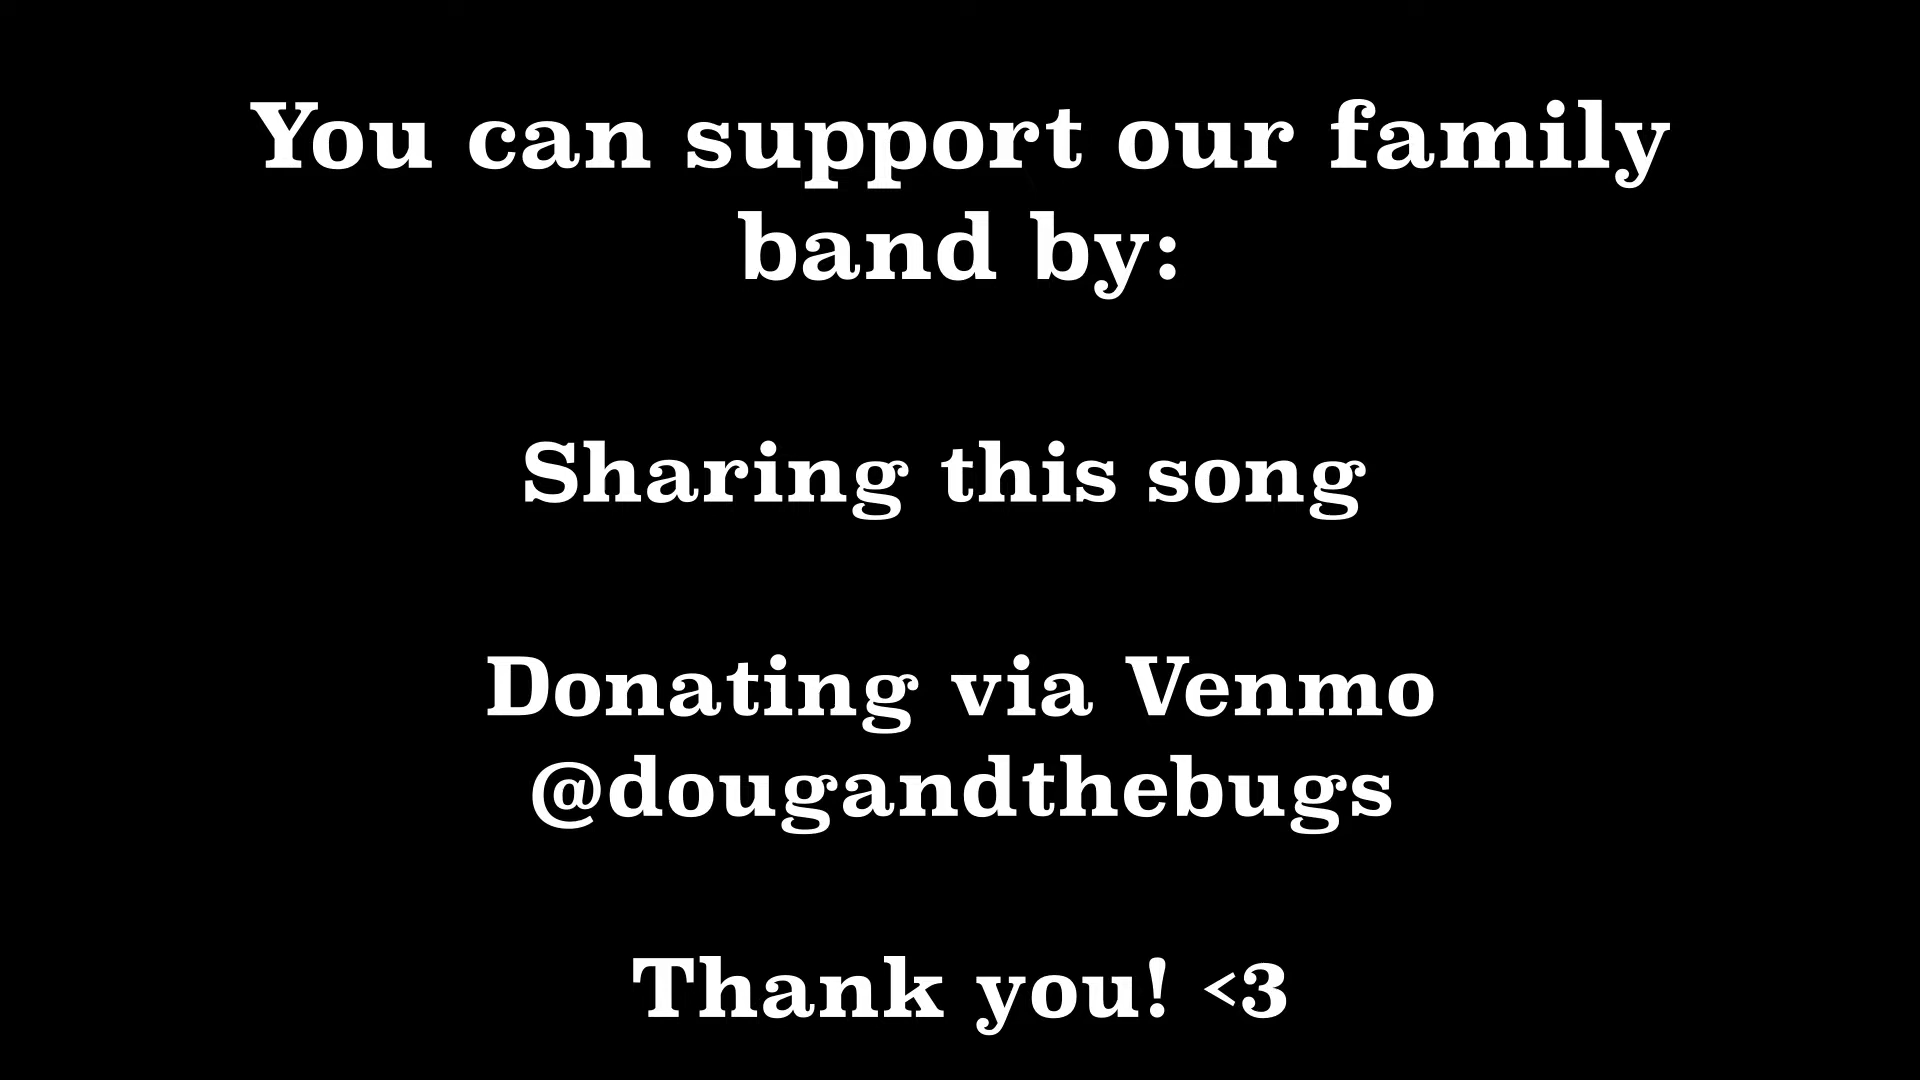 You can support our family
band by:
Sharing this song
Donating via Venmo
@dougandthebugs
Thank you! <3